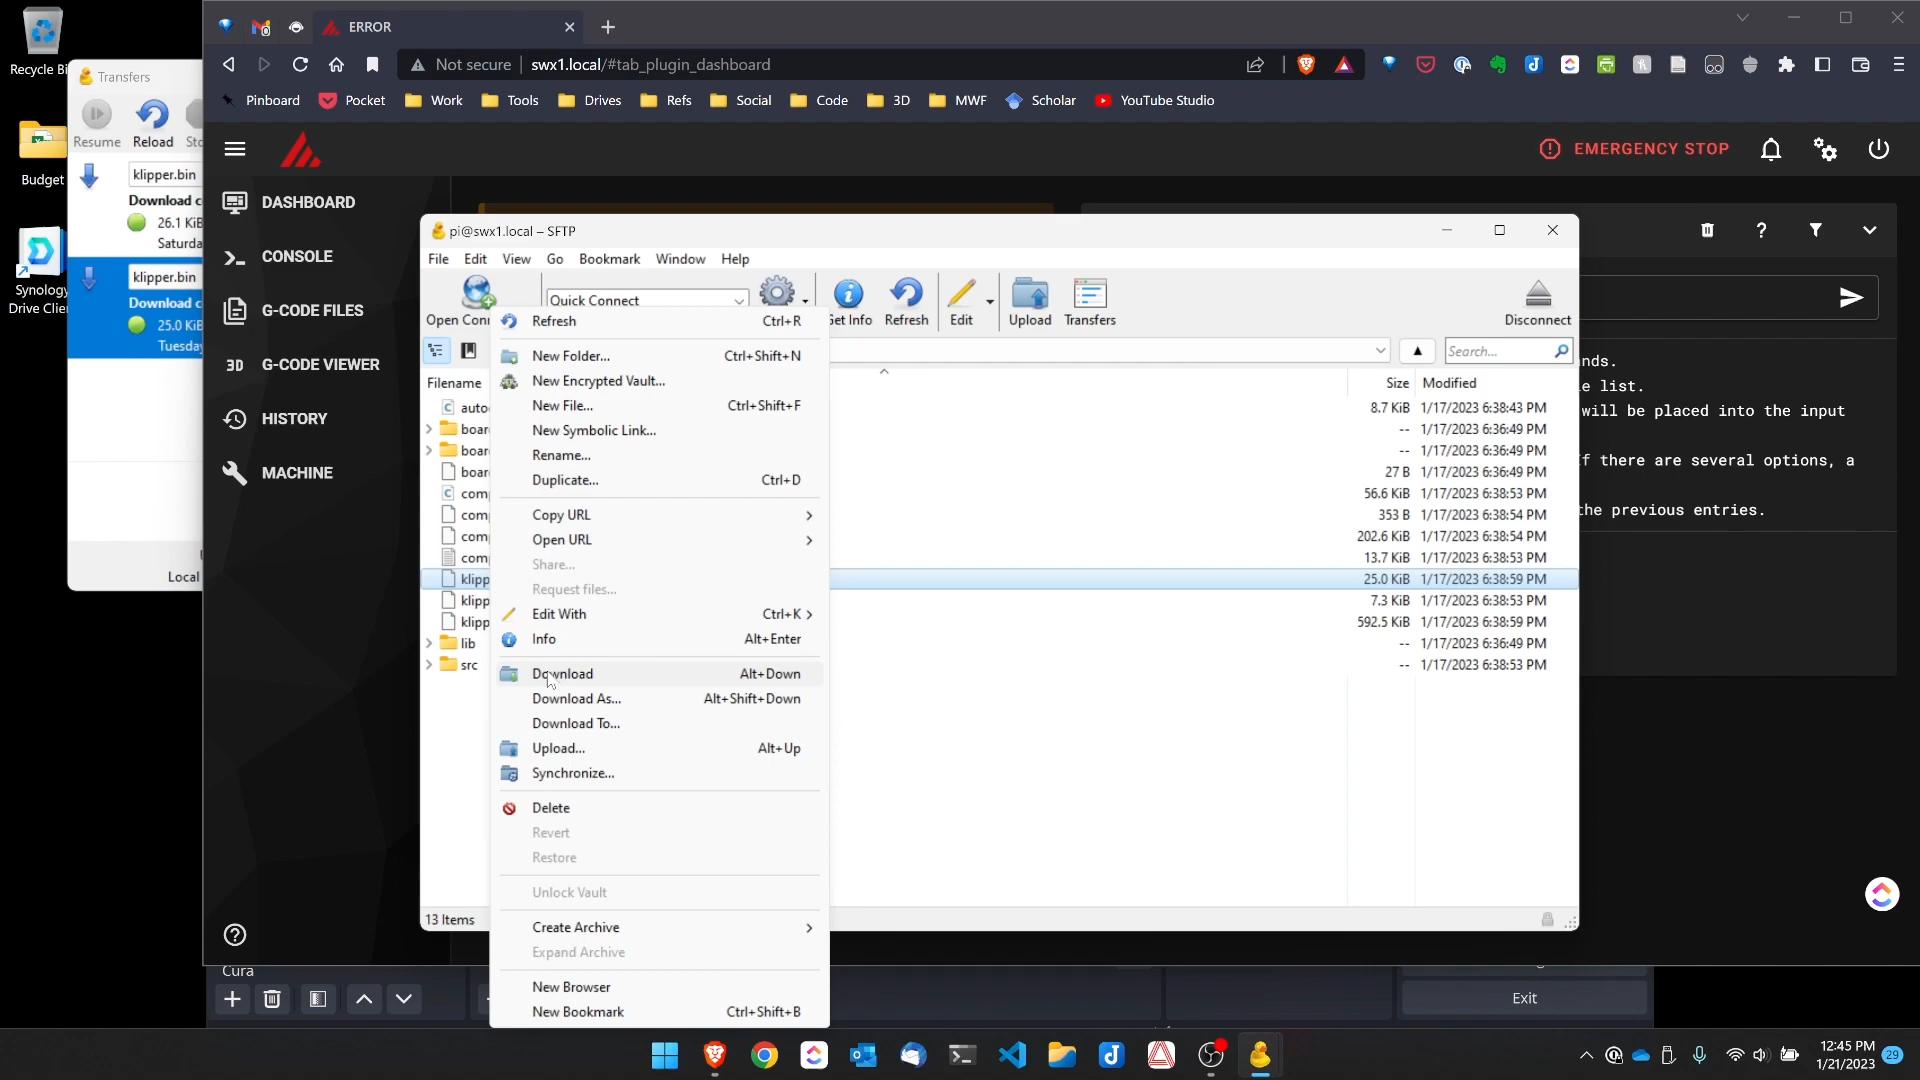 Recycle Bi
Budget
Synology
Drive Clie
Transfers
Resume
Reload
Sto
klipper.bin
Download c
26.1 KiB
Saturda
klipper.bin
Download c
25.0 KiB
Tuesday
Local
ERROR
Not secure
swx1.local/#tab_plugin_dashboard
Pinboard
Pocket
Work
Tools
Drives
Refs
Social
Code
3D
MWF
Scholar
YouTube Studio
EMERGENCY STOP
DASHBOARD
CONSOLE
G-CODE FILES
3D
G-CODE VIEWER
HISTORY
MACHINE
pi@swx1.local – SFTP
File
Edit
View
Go
Bookmark
Window
Help
Open Conn
Quick Connect
Get Info
Refresh
Edit
Upload
Transfers
Disconnect
Search...
Filename
Size
Modified
auto
8.7 KiB
1/17/2023 6:38:43 PM
boar
--
1/17/2023 6:36:49 PM
boar
--
1/17/2023 6:36:49 PM
boar
27 B
1/17/2023 6:36:49 PM
com
56.6 KiB
1/17/2023 6:38:53 PM
com
353 B
1/17/2023 6:38:54 PM
com
202.6 KiB
1/17/2023 6:38:54 PM
com
13.7 KiB
1/17/2023 6:38:53 PM
klipp
25.0 KiB
1/17/2023 6:38:59 PM
klipp
7.3 KiB
1/17/2023 6:38:53 PM
klipp
592.5 KiB
1/17/2023 6:38:59 PM
lib
--
1/17/2023 6:36:49 PM
src
--
1/17/2023 6:38:53 PM
13 Items
Refresh Ctrl+R
New Folder... Ctrl+Shift+N
New Encrypted Vault...
New File... Ctrl+Shift+F
New Symbolic Link...
Rename...
Duplicate... Ctrl+D
Copy URL
Open URL
Share...
Request files...
Edit With Ctrl+K
Info Alt+Enter
Download Alt+Down
Download As... Alt+Shift+Down
Download To...
Upload... Alt+Up
Synchronize...
Delete
Revert
Restore
Unlock Vault
Create Archive
Expand Archive
New Browser
New Bookmark Ctrl+Shift+B
nds.
e list.
will be placed into the input
if there are several options, a
the previous entries.
Cura
Exit
12:45 PM
1/21/2023
29